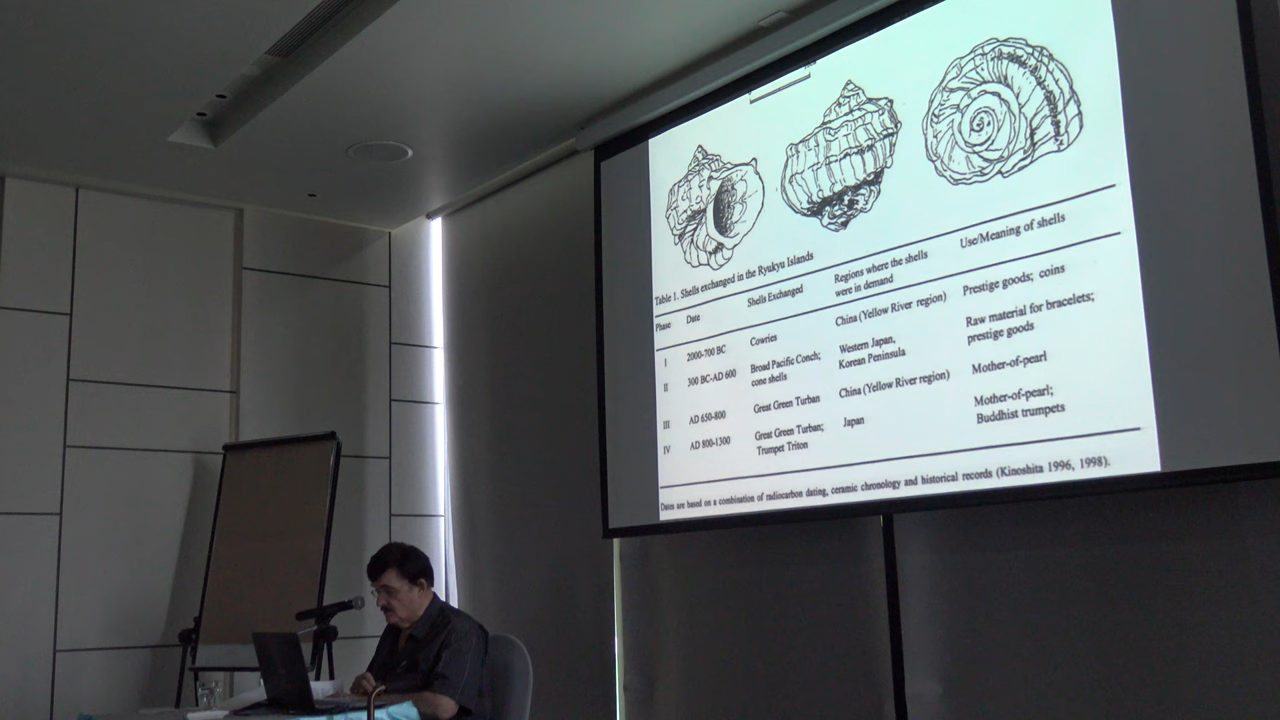 Table 1. Shells exchanged in the Ryukyu Islands
Phase Date Shells Exchanged Regions where the shells were in demand Use/Meaning of shells
I 2000-700 BC Cowries China (Yellow River region) Prestige goods; coins
II 300 BC-AD 600 Broad Pacific Conch; cone shells Western Japan, Korean Peninsula Raw material for bracelets; prestige goods
III AD 650-800 Great Green Turban China (Yellow River region) Mother-of-pearl
IV AD 800-1300 Great Green Turban; Trumpet Triton Japan Mother-of-pearl; Buddhist trumpets
Dates are based on a combination of radiocarbon dating, ceramic chronology and historical records (Kinoshita 1996, 1998).